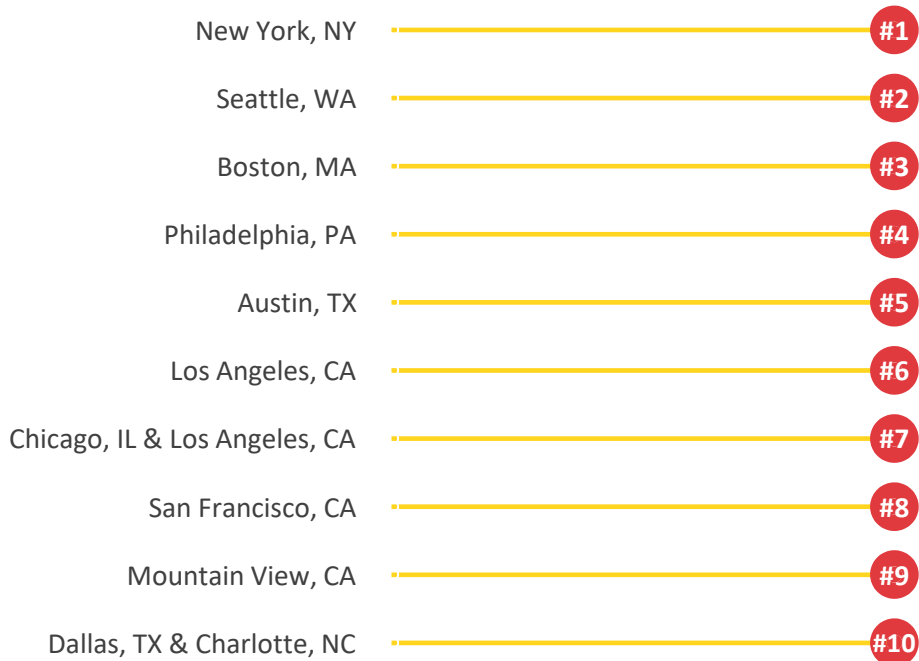 New York, NY #1
Seattle, WA #2
Boston, MA #3
Philadelphia, PA #4
Austin, TX #5
Los Angeles, CA #6
Chicago, IL & Los Angeles, CA #7
San Francisco, CA #8
Mountain View, CA #9
Dallas, TX & Charlotte, NC #10